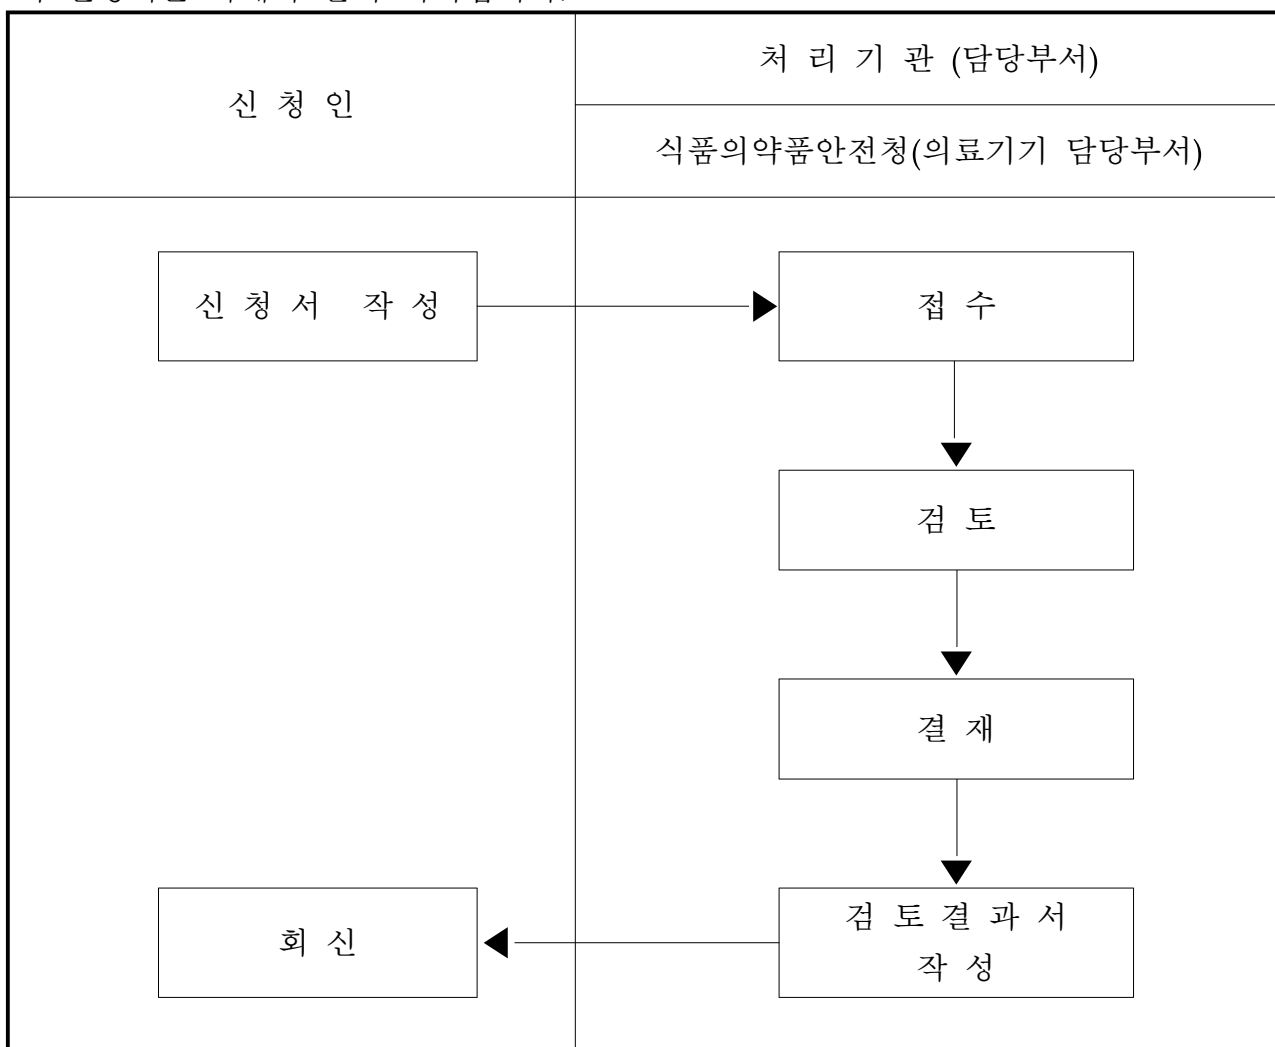 신 청 인
처 리 기 관 (담당부서)
식품의약품안전청(의료기기 담당부서)
신 청 서 작 성
접 수
검 토
결 재
검 토 결 과 서
작 성
회 신